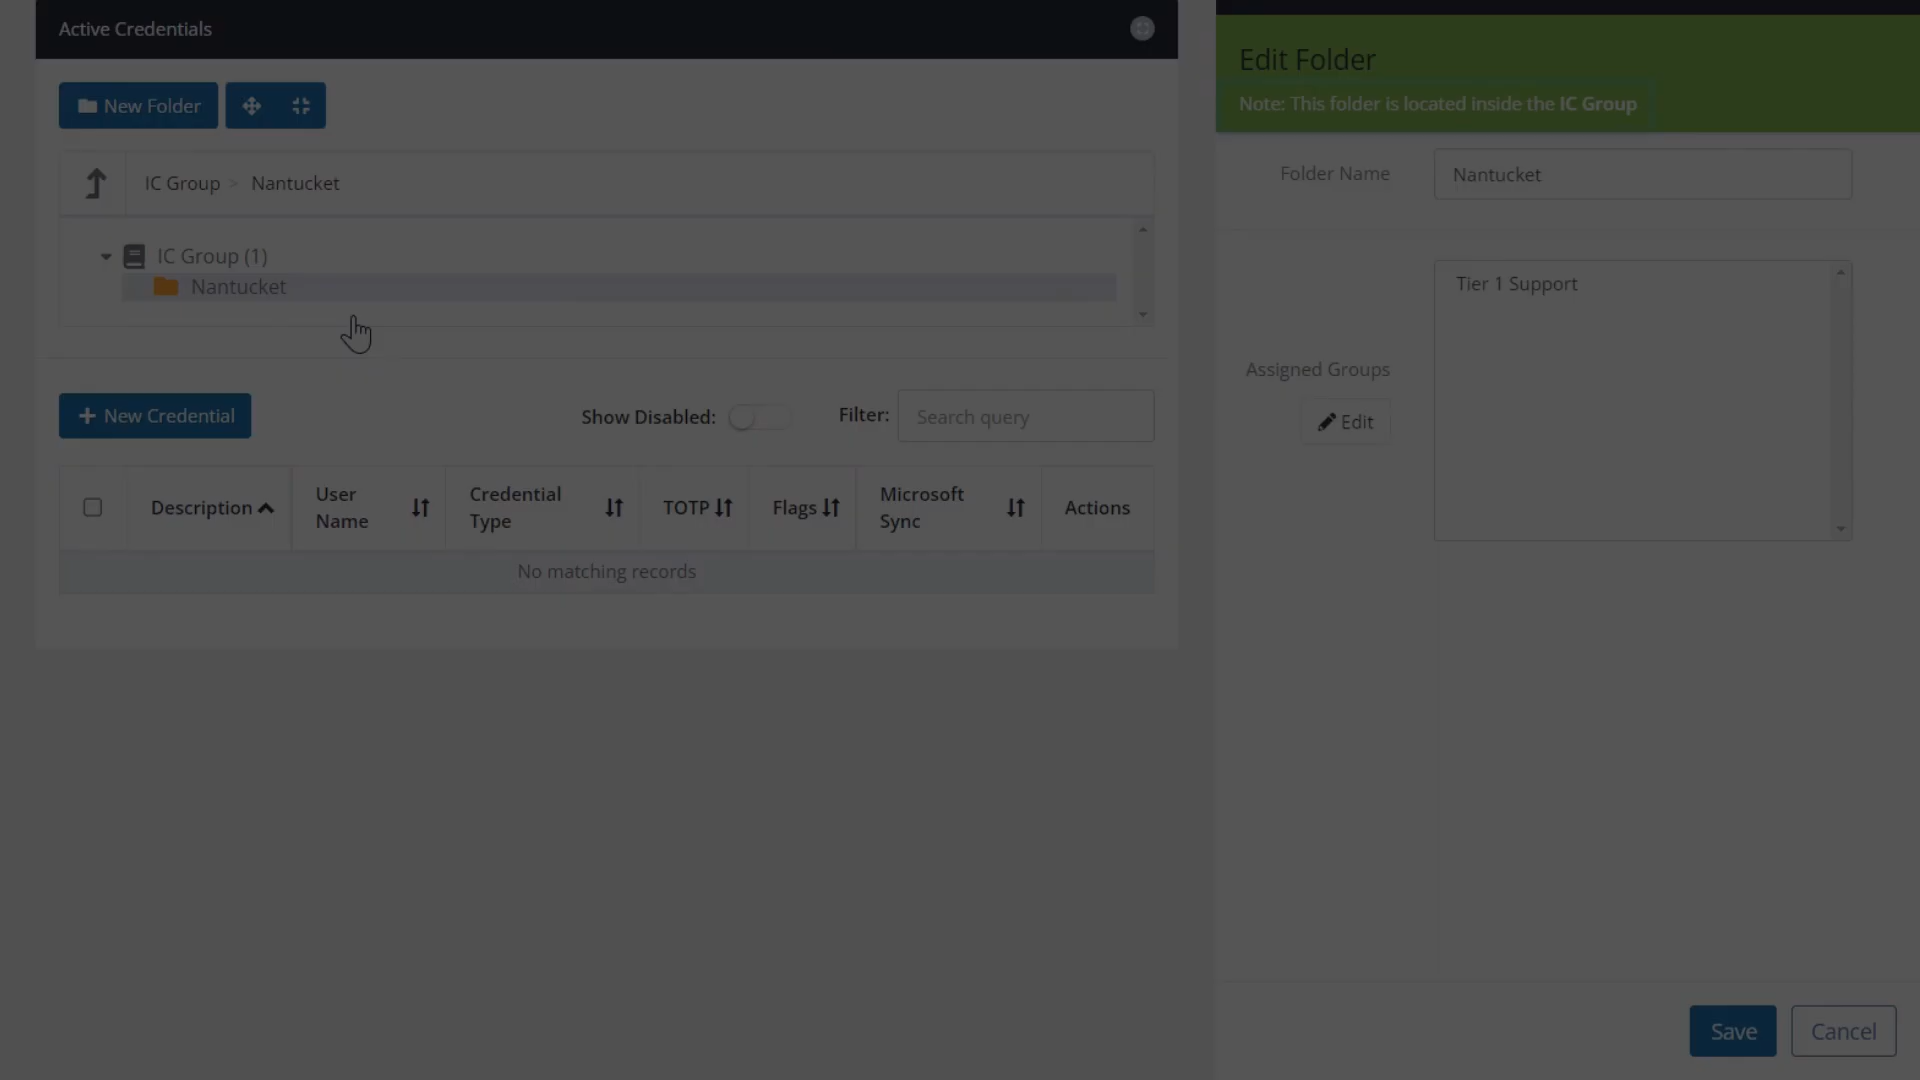 Active Credentials
New Folder
IC Group > Nantucket
IC Group (1)
Nantucket
New Credential
Show Disabled:
Filter:
Search query
Description
User
Name
Credential
Type
TOTP
Flags
Microsoft
Sync
Actions
No matching records
Edit Folder
Note: This folder is located inside the IC Group
Folder Name
Nantucket
Assigned Groups
Edit
Tier 1 Support
Save
Cancel